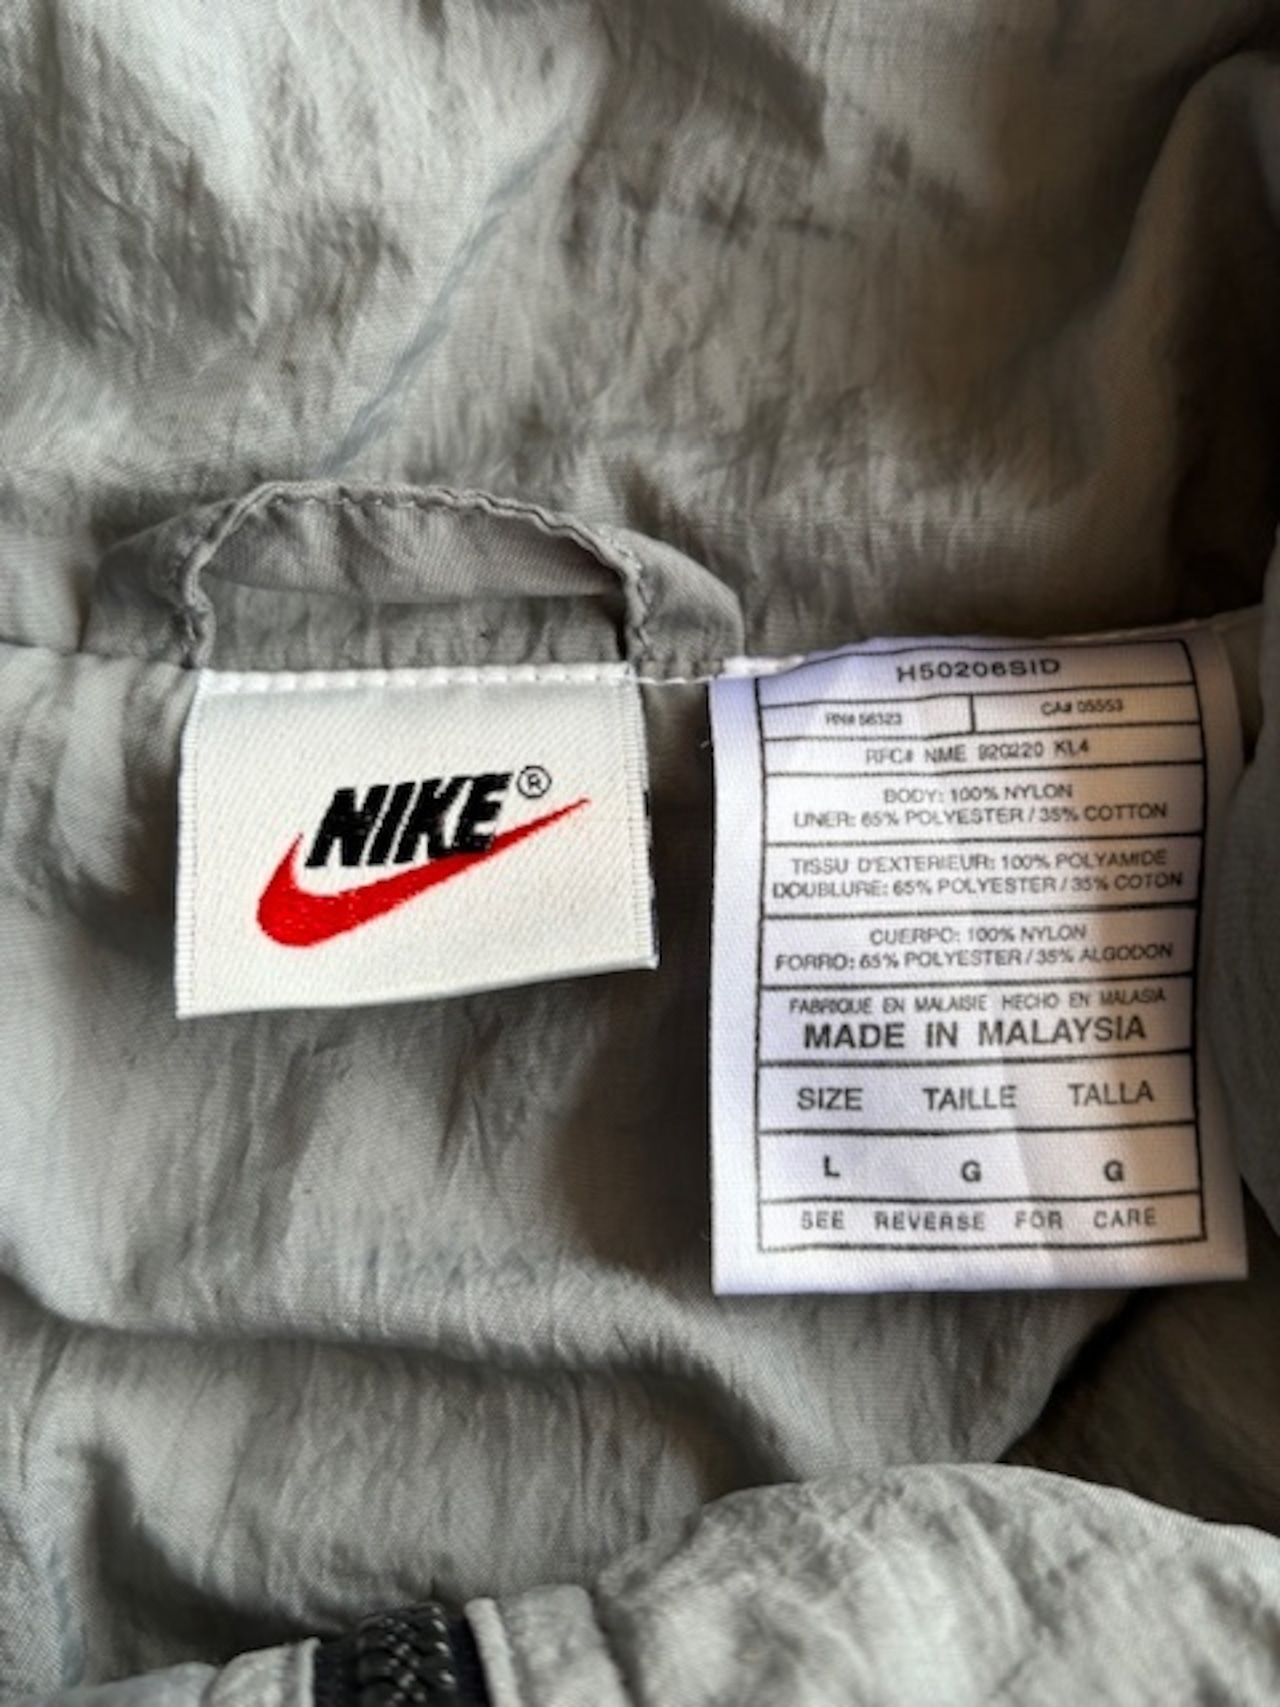 NIKE®
H50206SID
RN# 56323 CA# 05553
RFC# NME 920220 KL4
BODY: 100% NYLON
LINER: 65% POLYESTER / 35% COTTON
TISSU D'EXTERIEUR: 100% POLYAMIDE
DOUBLURE: 65% POLYESTER / 35% COTON
CUERPO: 100% NYLON
FORRO: 65% POLYESTER / 35% ALGODON
FABRIQUE EN MALAISIE HECHO EN MALASIA
MADE IN MALAYSIA
SIZE TAILLE TALLA
L G G
SEE REVERSE FOR CARE